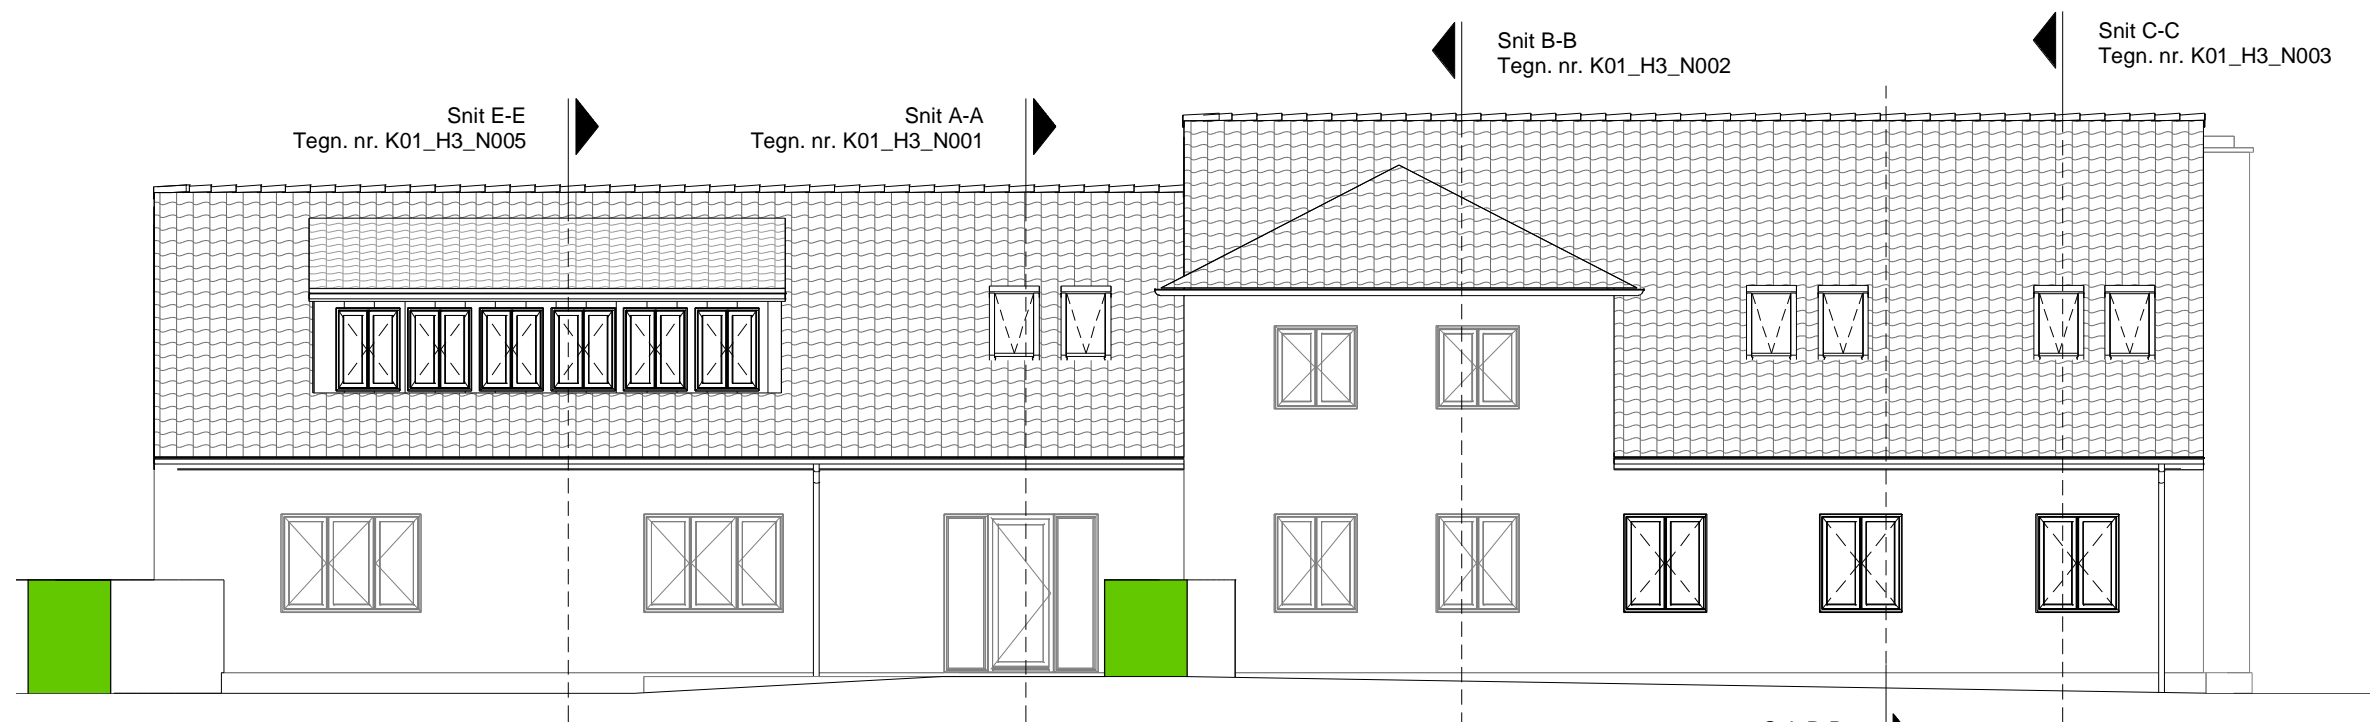 Snit B-B
Tegn. nr. K01_H3_N002
Snit C-C
Tegn. nr. K01_H3_N003
Snit E-E
Tegn. nr. K01_H3_N005
Snit A-A
Tegn. nr. K01_H3_N001